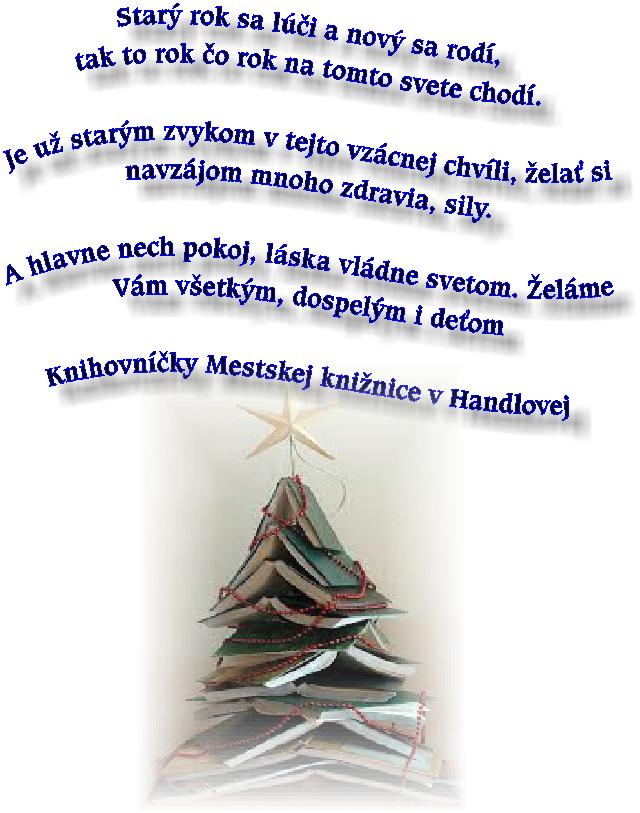 Starý rok sa lúči a nový sa rodí,
tak to rok čo rok na tomto svete chodí.
Je už starým zvykom v tejto vzácnej chvíli, želať si
navzájom mnoho zdravia, sily.
A hlavne nech pokoj, láska vládne svetom. Želáme
Vám všetkým, dospelým i deťom
Knihovníčky Mestskej knižnice v Handlovej